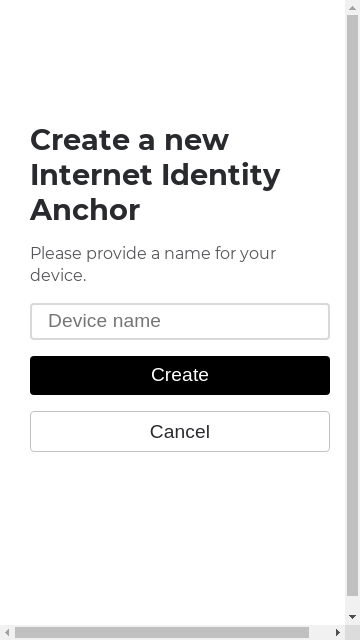 Create a new
Internet Identity
Anchor
Please provide a name for your
device.
Device name
Create
Cancel